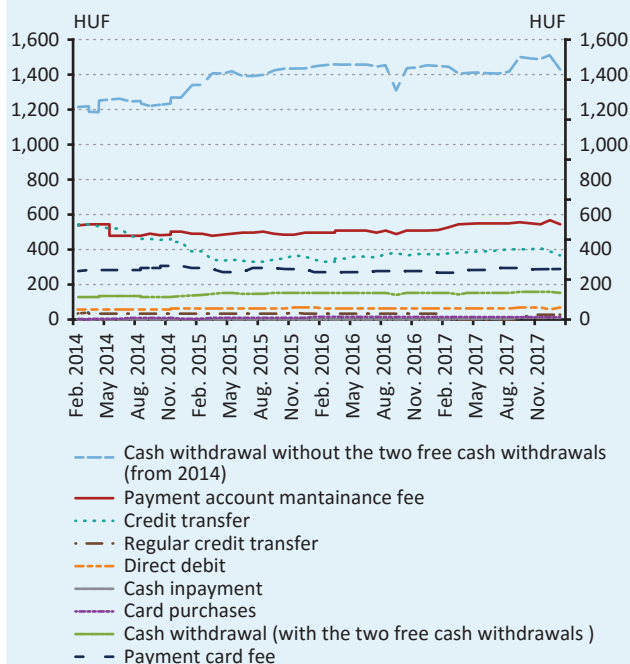 HUF HUF
1,600 1,600
1,400 1,400
1,200 1,200
1,000 1,000
800 800
600 600
400 400
200 200
0 0
Feb. 2014
May 2014
Aug. 2014
Nov. 2014
Feb. 2015
May. 2015
Aug. 2015
Nov. 2015
Feb. 2016
May. 2016
Aug. 2016
Nov. 2016
Feb. 2017
May. 2017
Aug. 2017
Nov. 2017
Cash withdrawal without the two free cash withdrawals
(from 2014)
Payment account mantainance fee
Credit transfer
Regular credit transfer
Direct debit
Cash inpayment
Card purchases
Cash withdrawal (with the two free cash withdrawals )
Payment card fee